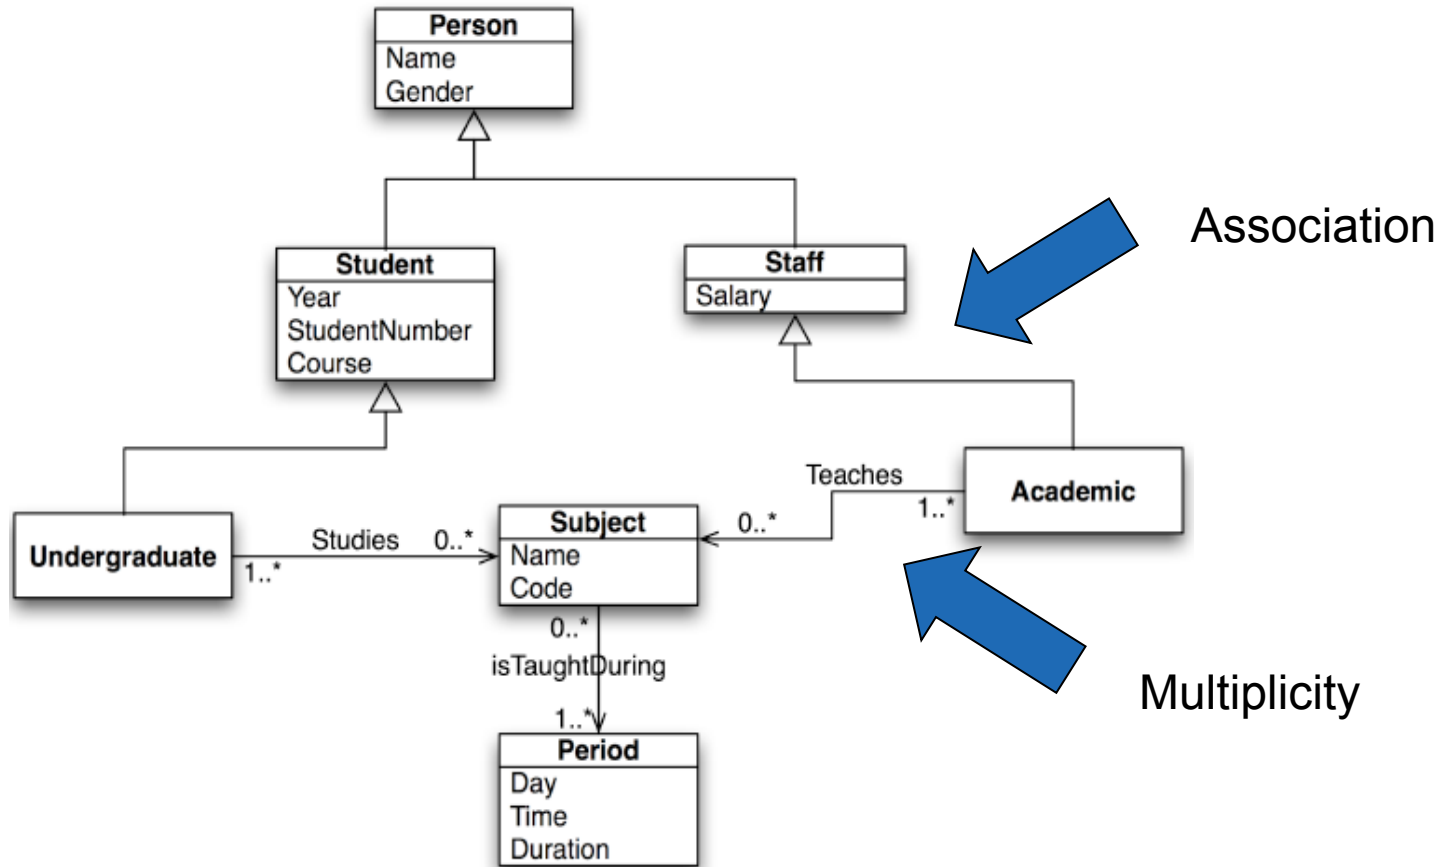 Person
Name
Gender
Association
Student
Year
StudentNumber
Course
Staff
Salary
Teaches
1..*
0..*
Academic
Undergraduate
Studies
1..*
0..*
Subject
Name
Code
0..*
isTaughtDuring
1..*
Multiplicity
Period
Day
Time
Duration